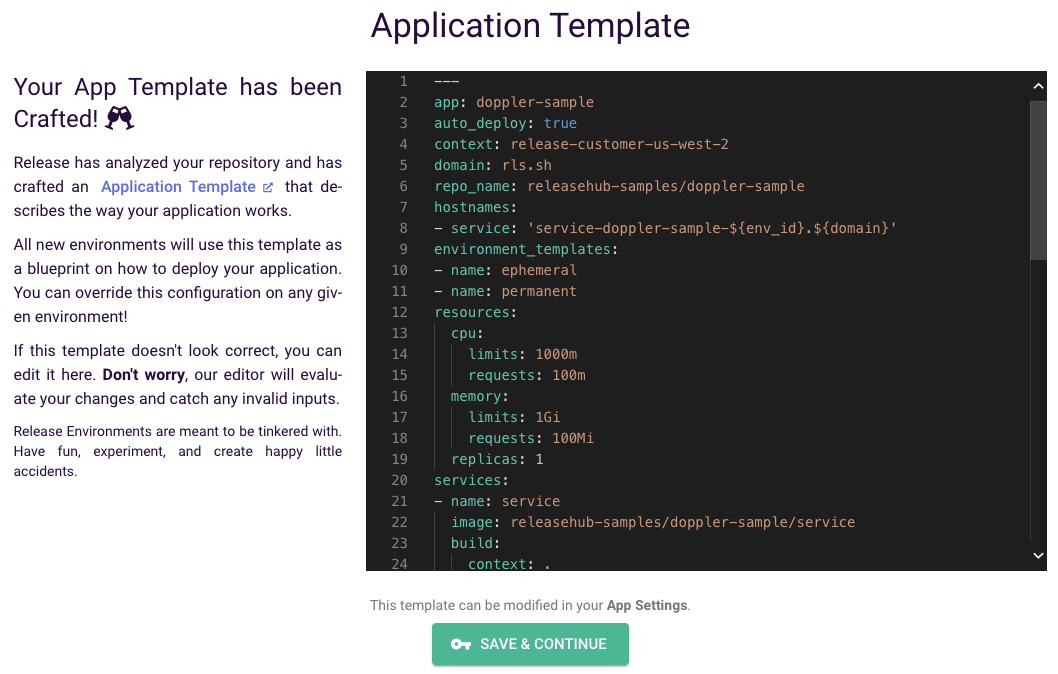 Application Template
Your App Template has been
Crafted!
Release has analyzed your repository and has
crafted an Application Template that de-
scribes the way your application works.
All new environments will use this template as
a blueprint on how to deploy your application.
You can override this configuration on any giv-
en environment!
If this template doesn't look correct, you can
edit it here. Don't worry, our editor will evalu-
ate your changes and catch any invalid inputs.
Release Environments are meant to be tinkered with.
Have fun, experiment, and create happy little
accidents.
1 ---
2 app: doppler-sample
3 auto_deploy: true
4 context: release-customer-us-west-2
5 domain: rls.sh
6 repo_name: releasehub-samples/doppler-sample
7 hostnames:
8 - service: 'service-doppler-sample-${env_id}.${domain}'
9 environment_templates:
10 - name: ephemeral
11 - name: permanent
12 resources:
13   cpu:
14     limits: 1000m
15     requests: 100m
16   memory:
17     limits: 1Gi
18     requests: 100Mi
19   replicas: 1
20 services:
21 - name: service
22   image: releasehub-samples/doppler-sample/service
23   build:
24     context: .
This template can be modified in your App Settings.
SAVE & CONTINUE